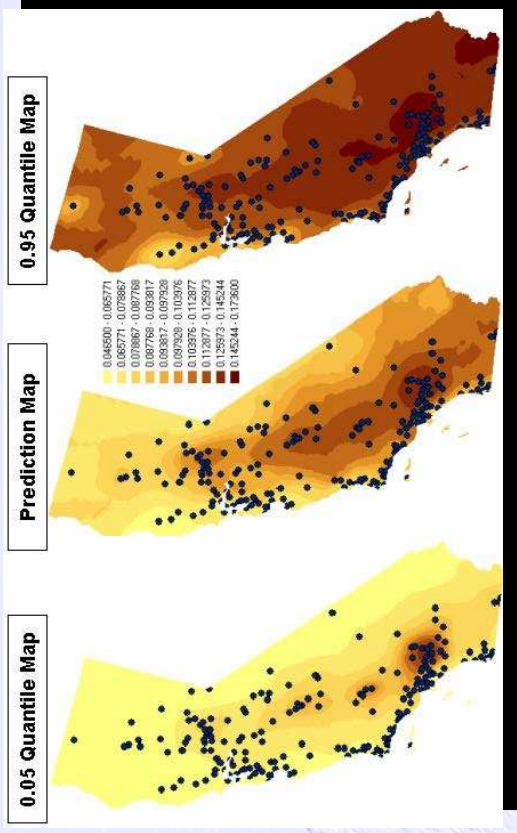 0.05 Quantile Map
Prediction Map
0.95 Quantile Map
0.046500 - 0.065771
0.065771 - 0.078867
0.078867 - 0.087768
0.087768 - 0.093817
0.093817 - 0.097928
0.097928 - 0.103976
0.103976 - 0.112877
0.112877 - 0.125973
0.125973 - 0.145244
0.145244 - 0.173600